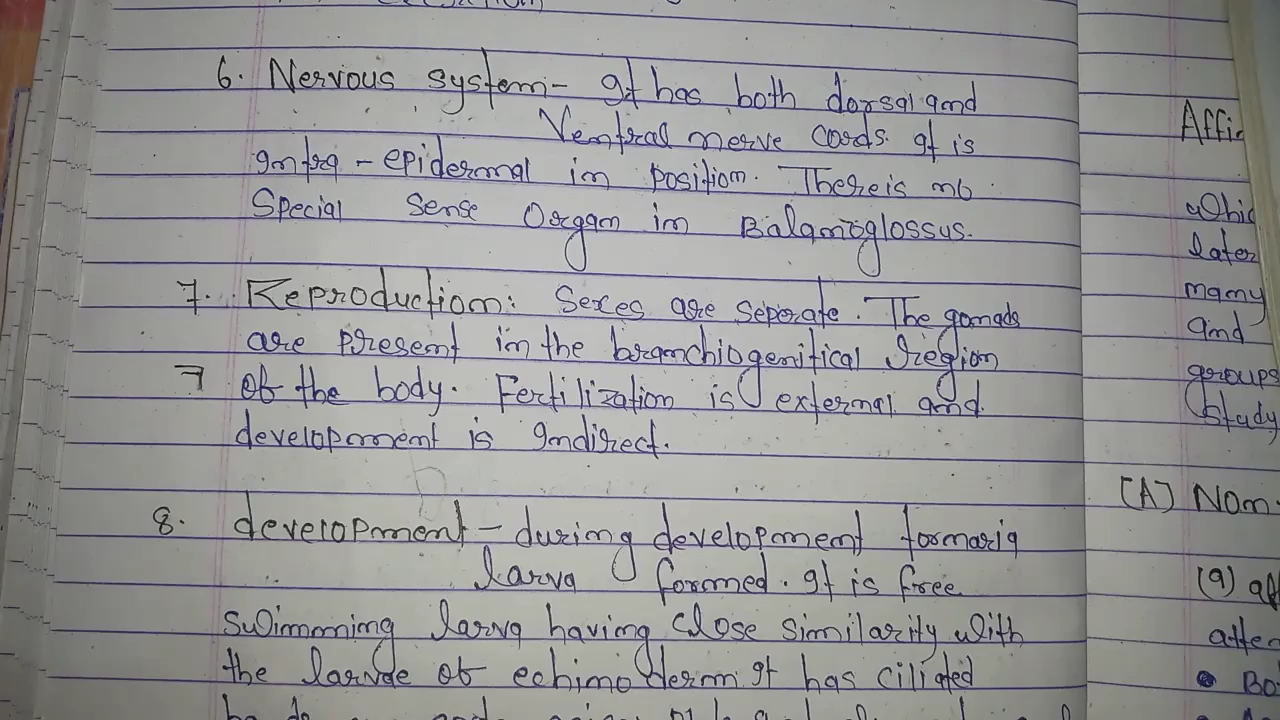 6. Nervous system - It has both dorsal and
Ventral nerve cords. It is
Intra - epidermal in position. There is no
Special Sense Organ in Balanoglossus.
7. Reproduction: Sexes are seperate. The gonads
are present in the branchiogenitical region
7 of the body. Fertilization is external and
development is Indirect.
8. development - during development tornaria
larva formed. It is free
swimming larva having close similarity with
the larvae of echinoderm. It has ciliated
Affi
whic
later
many
and
groups
study
(A) Non-
(a) aff
after
• Bo